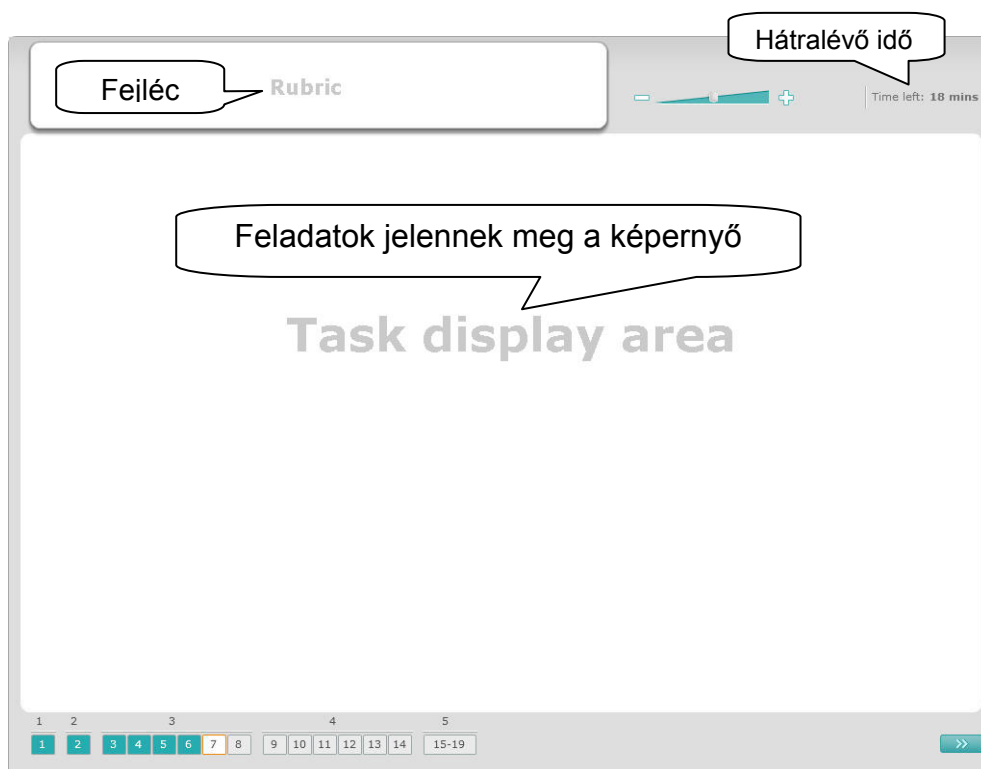 Hátralévő idő
Fejléc
Rubric
Time left: 18 mins
Feladatok jelennek meg a képernyő
Task display area
1 2 3 4 5
1 2 3 4 5 6 7 8 9 10 11 12 13 14 15-19
>>